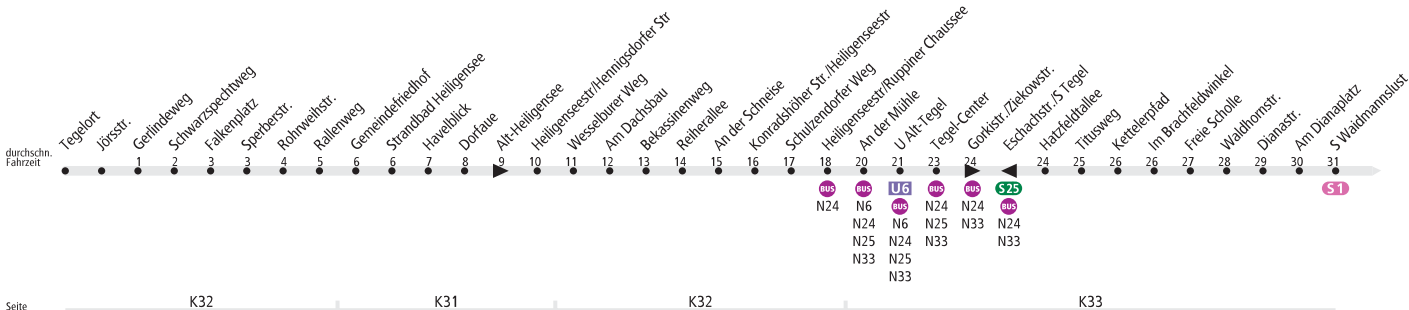 Tegelort
Jörsstr.
Gerlindeweg
Schwarzspechtweg
Falkenplatz
Sperberstr.
Rohrweihstr.
Rallenweg
Gemeindefriedhof
Strandbad Heiligensee
Havelblick
Dorfaue
Alt-Heiligensee
Heiligenseestr/Hennigsdorfer Str
Wesselburer Weg
Am Dachsbau
Bekassinenweg
Reiherallee
An der Schneise
Konradshöher Str./Heiligenseestr
Schulzendorfer Weg
Heiligenseestr/Ruppiner Chaussee
An der Mühle
U Alt-Tegel
Tegel-Center
Gorkistr./Ziekowstr.
Eschachstr./S Tegel
Hatzfeldtallee
Titusweg
Kettelerpfad
Im Brachfeldwinkel
Freie Scholle
Waldhornstr.
Dianastr.
Am Dianaplatz
S Waidmannslust
durchschn.
Fahrzeit
1 2 3 3 4 5 6 6 7 8 9 10 11 12 13 14 15 16 17 18 20 21 23 24 24 25 26 26 27 28 29 30 31
BUS BUS U6 BUS BUS S25 S1
N24 N6 BUS N24 N24 BUS
N24 N6 N25 N33 N24
N25 N24 N33 N33
N33 N25
N33
Seite K32 K31 K32 K33